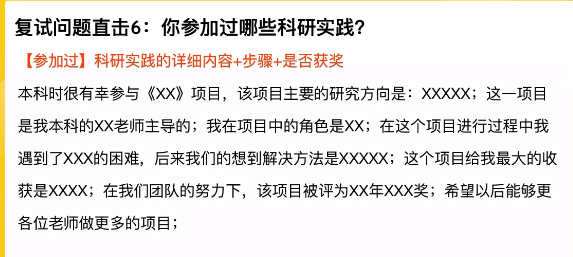 复试问题直击6：你参加过哪些科研实践？
【参加过】科研实践的详细内容+步骤+是否获奖
本科时很有幸参与《XX》项目，该项目主要的研究方向是：XXXXX；这一项目
是我本科的XX老师主导的；我在项目中的角色是XX；在这个项目进行过程中我
遇到了XXX的困难，后来我们的想到解决方法是XXXXX；这个项目给我最大的收
获是XXXX；在我们团队的努力下，该项目被评为XX年XXX奖；希望以后能够更
各位老师做更多的项目；